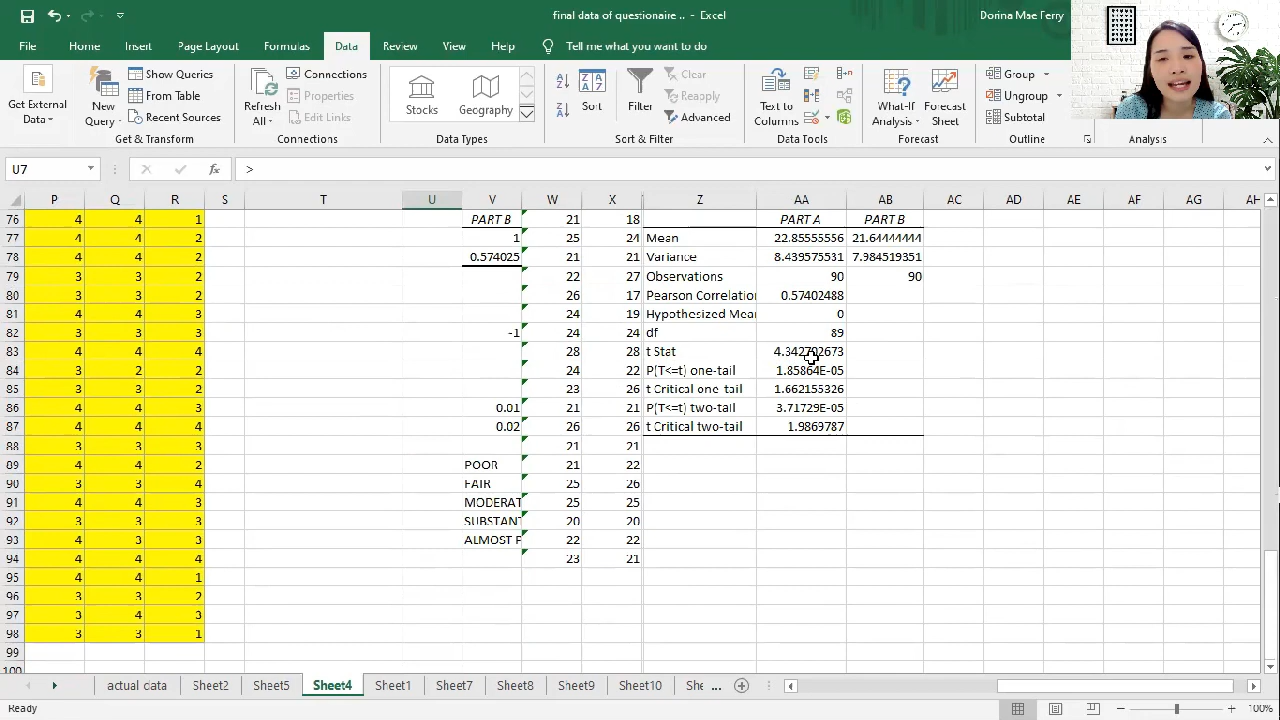 final data of questionaire .. - Excel
Dorina Mae Ferry
File Home Insert Page Layout Formulas Data Review View Help Tell me what you want to do
Get External Data
New Query
Show Queries
From Table
Recent Sources
Get & Transform
Refresh All
Connections
Properties
Edit Links
Connections
Stocks
Geography
Data Types
Sort
Filter
Clear
Reapply
Advanced
Sort & Filter
Text to Columns
Data Tools
What-If Analysis
Forecast Sheet
Forecast
Group
Ungroup
Subtotal
Outline
Analysis
U7 fx >
P Q R S T U V W X Z AA AB AC AD AE AF AG AH
76 4 4 1 PART B 21 18 PART A PART B
77 4 4 2 1 25 24 Mean 22.85555556 21.64444444
78 4 4 2 0.574025 21 21 Variance 8.439575531 7.984519351
79 3 3 2 22 27 Observations 90 90
80 3 3 2 26 17 Pearson Correlation 0.57402488
81 4 4 3 24 19 Hypothesized Mea 0
82 3 3 3 -1 24 24 df 89
83 4 4 4 28 28 t Stat 4.342702673
84 3 2 2 24 22 P(T<=t) one-tail 1.85864E-05
85 3 3 2 23 26 t Critical one-tail 1.662155326
86 4 4 3 0.01 21 21 P(T<=t) two-tail 3.71729E-05
87 4 4 3 0.02 26 26 t Critical two-tail 1.9869787
88 3 3 3 21 21
89 4 4 2 POOR 21 22
90 3 3 4 FAIR 25 26
91 4 4 3 MODERAT 25 25
92 3 3 3 SUBSTAN 20 20
93 4 3 3 ALMOST P 22 22
94 4 4 4 23 21
95 4 4 1
96 3 3 2
97 3 4 3
98 3 3 1
99
100
actual data Sheet2 Sheet5 Sheet4 Sheet1 Sheet7 Sheet8 Sheet9 Sheet10 She ...
Ready
100%